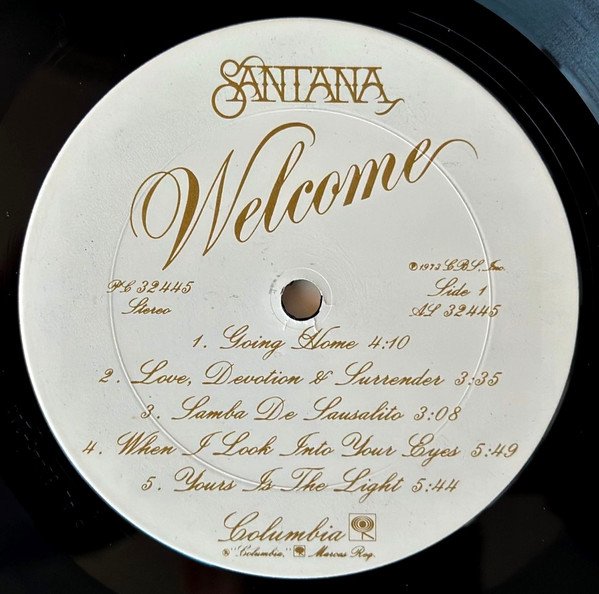 SANTANA
Welcome
℗ 1973 CBS, Inc.
PC 32445
Stereo
Side 1
AL 32445
1. Going Home 4:10
2. Love, Devotion & Surrender 3:35
3. Samba De Sausalito 3:08
4. When I Look Into Your Eyes 5:49
5. Yours Is The Light 5:44
Columbia
® "Columbia," Marcas Reg.